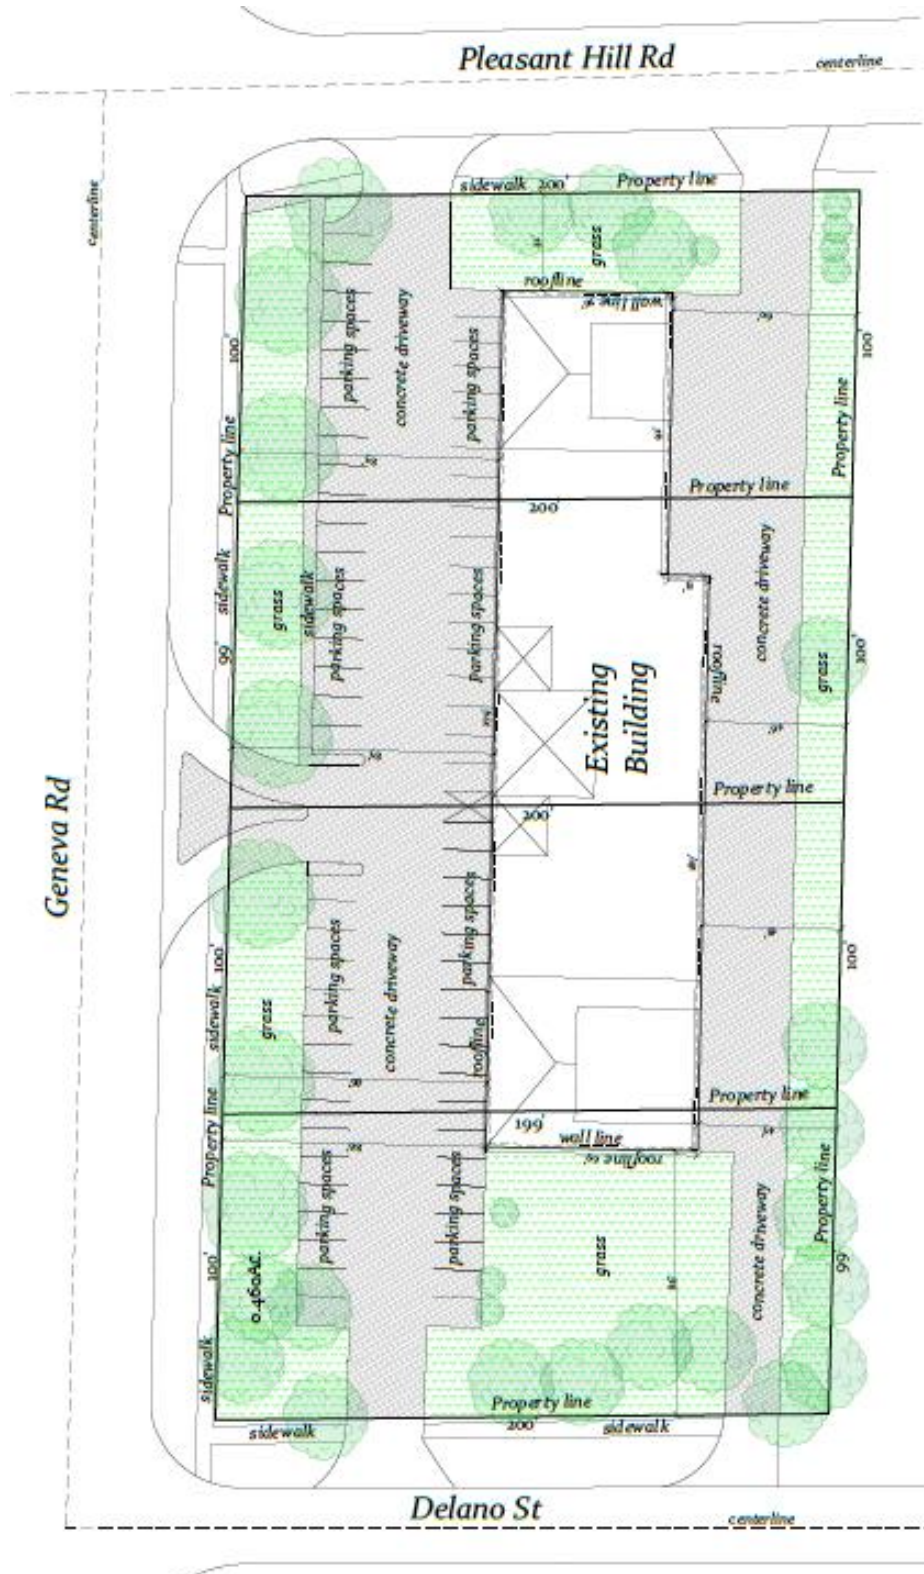 Pleasant Hill Rd
centerline
centerline
sidewalk 200' Property line
grass
roofline
wall line
parking spaces
concrete driveway
parking spaces
100'
100'
Property line
Property line
Property line
200'
sidewalk
99'
grass
sidewalk
parking spaces
parking spaces
concrete driveway
roofline
grass
100'
Existing
Building
Property line
200'
Geneva Rd
100'
sidewalk
grass
parking spaces
concrete driveway
parking spaces
roofline
100'
Property line
Property line
199'
wall line
roofline
parking spaces
parking spaces
grass
concrete driveway
Property line
99'
100'
0.460AC.
sidewalk
Property line
sidewalk
200'
sidewalk
Delano St
centerline